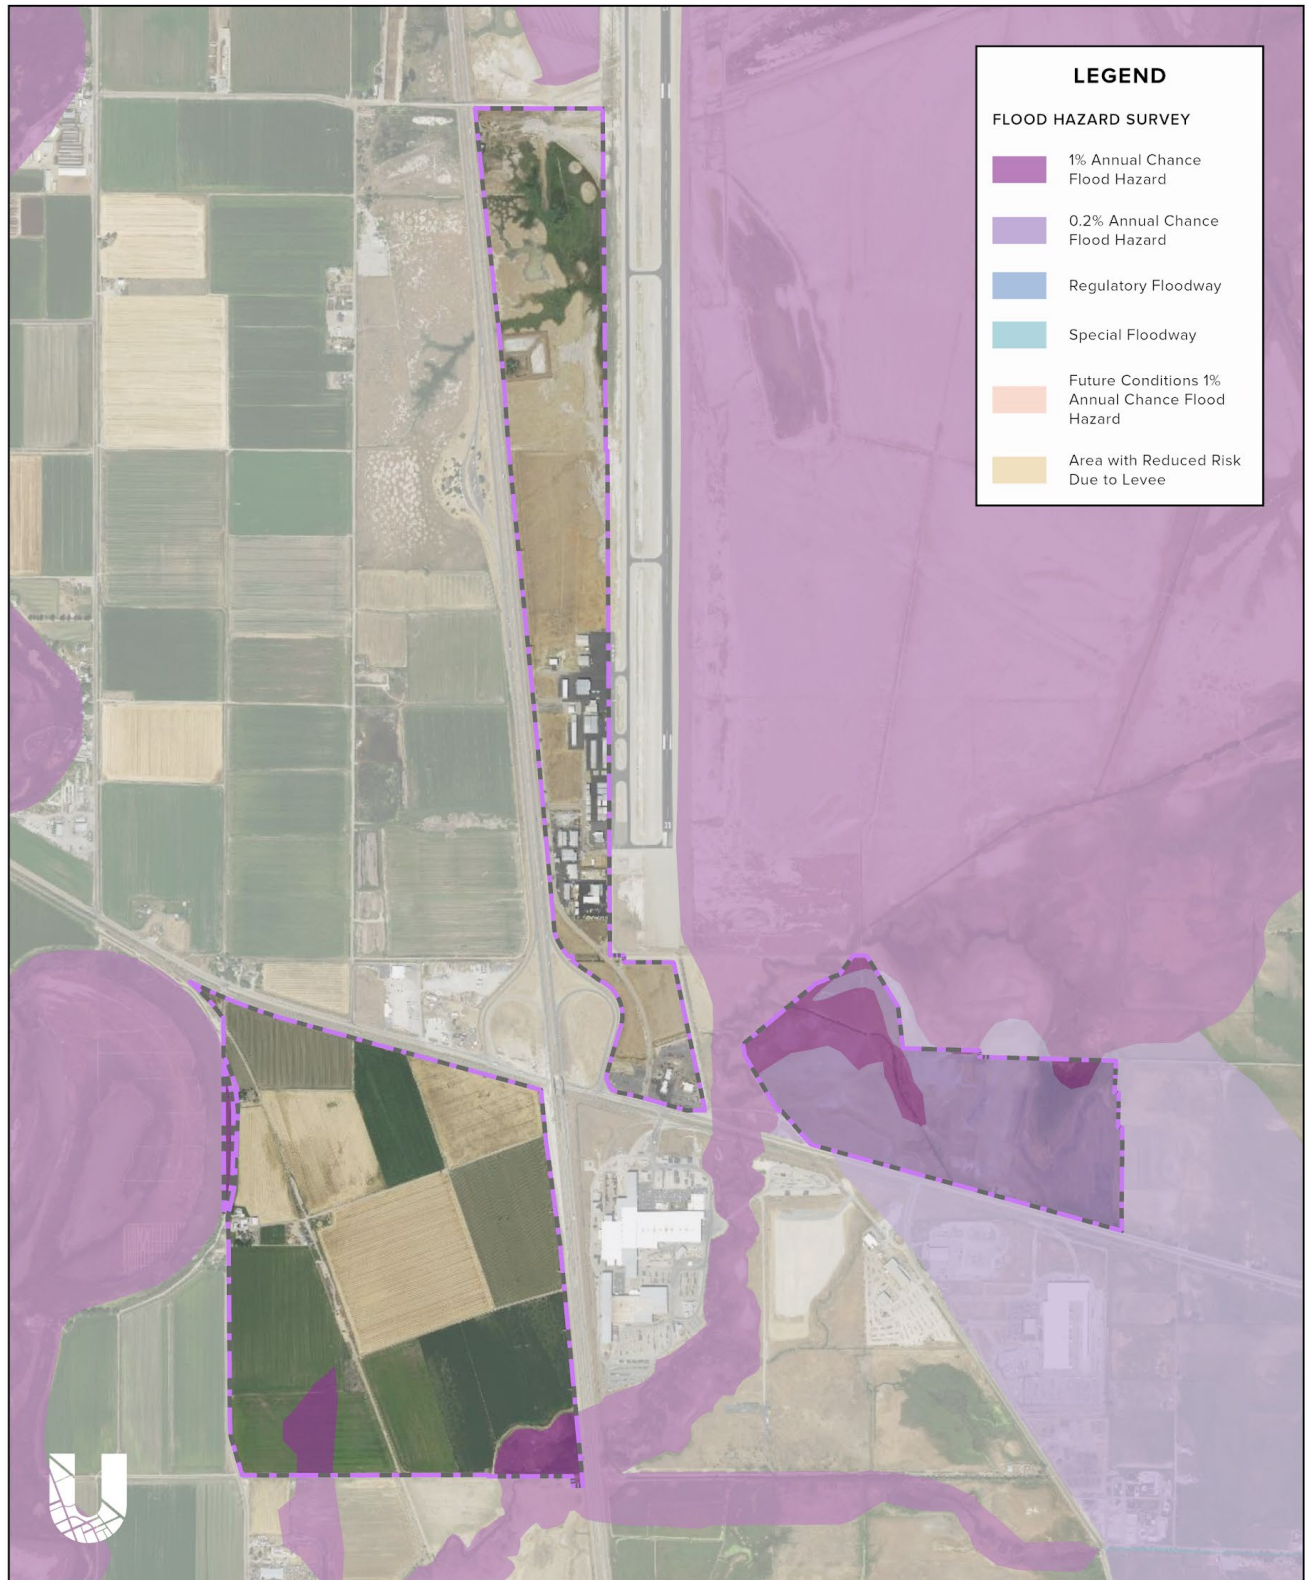 LEGEND
FLOOD HAZARD SURVEY
1% Annual Chance
Flood Hazard
0.2% Annual Chance
Flood Hazard
Regulatory Floodway
Special Floodway
Future Conditions 1%
Annual Chance Flood
Hazard
Area with Reduced Risk
Due to Levee
U